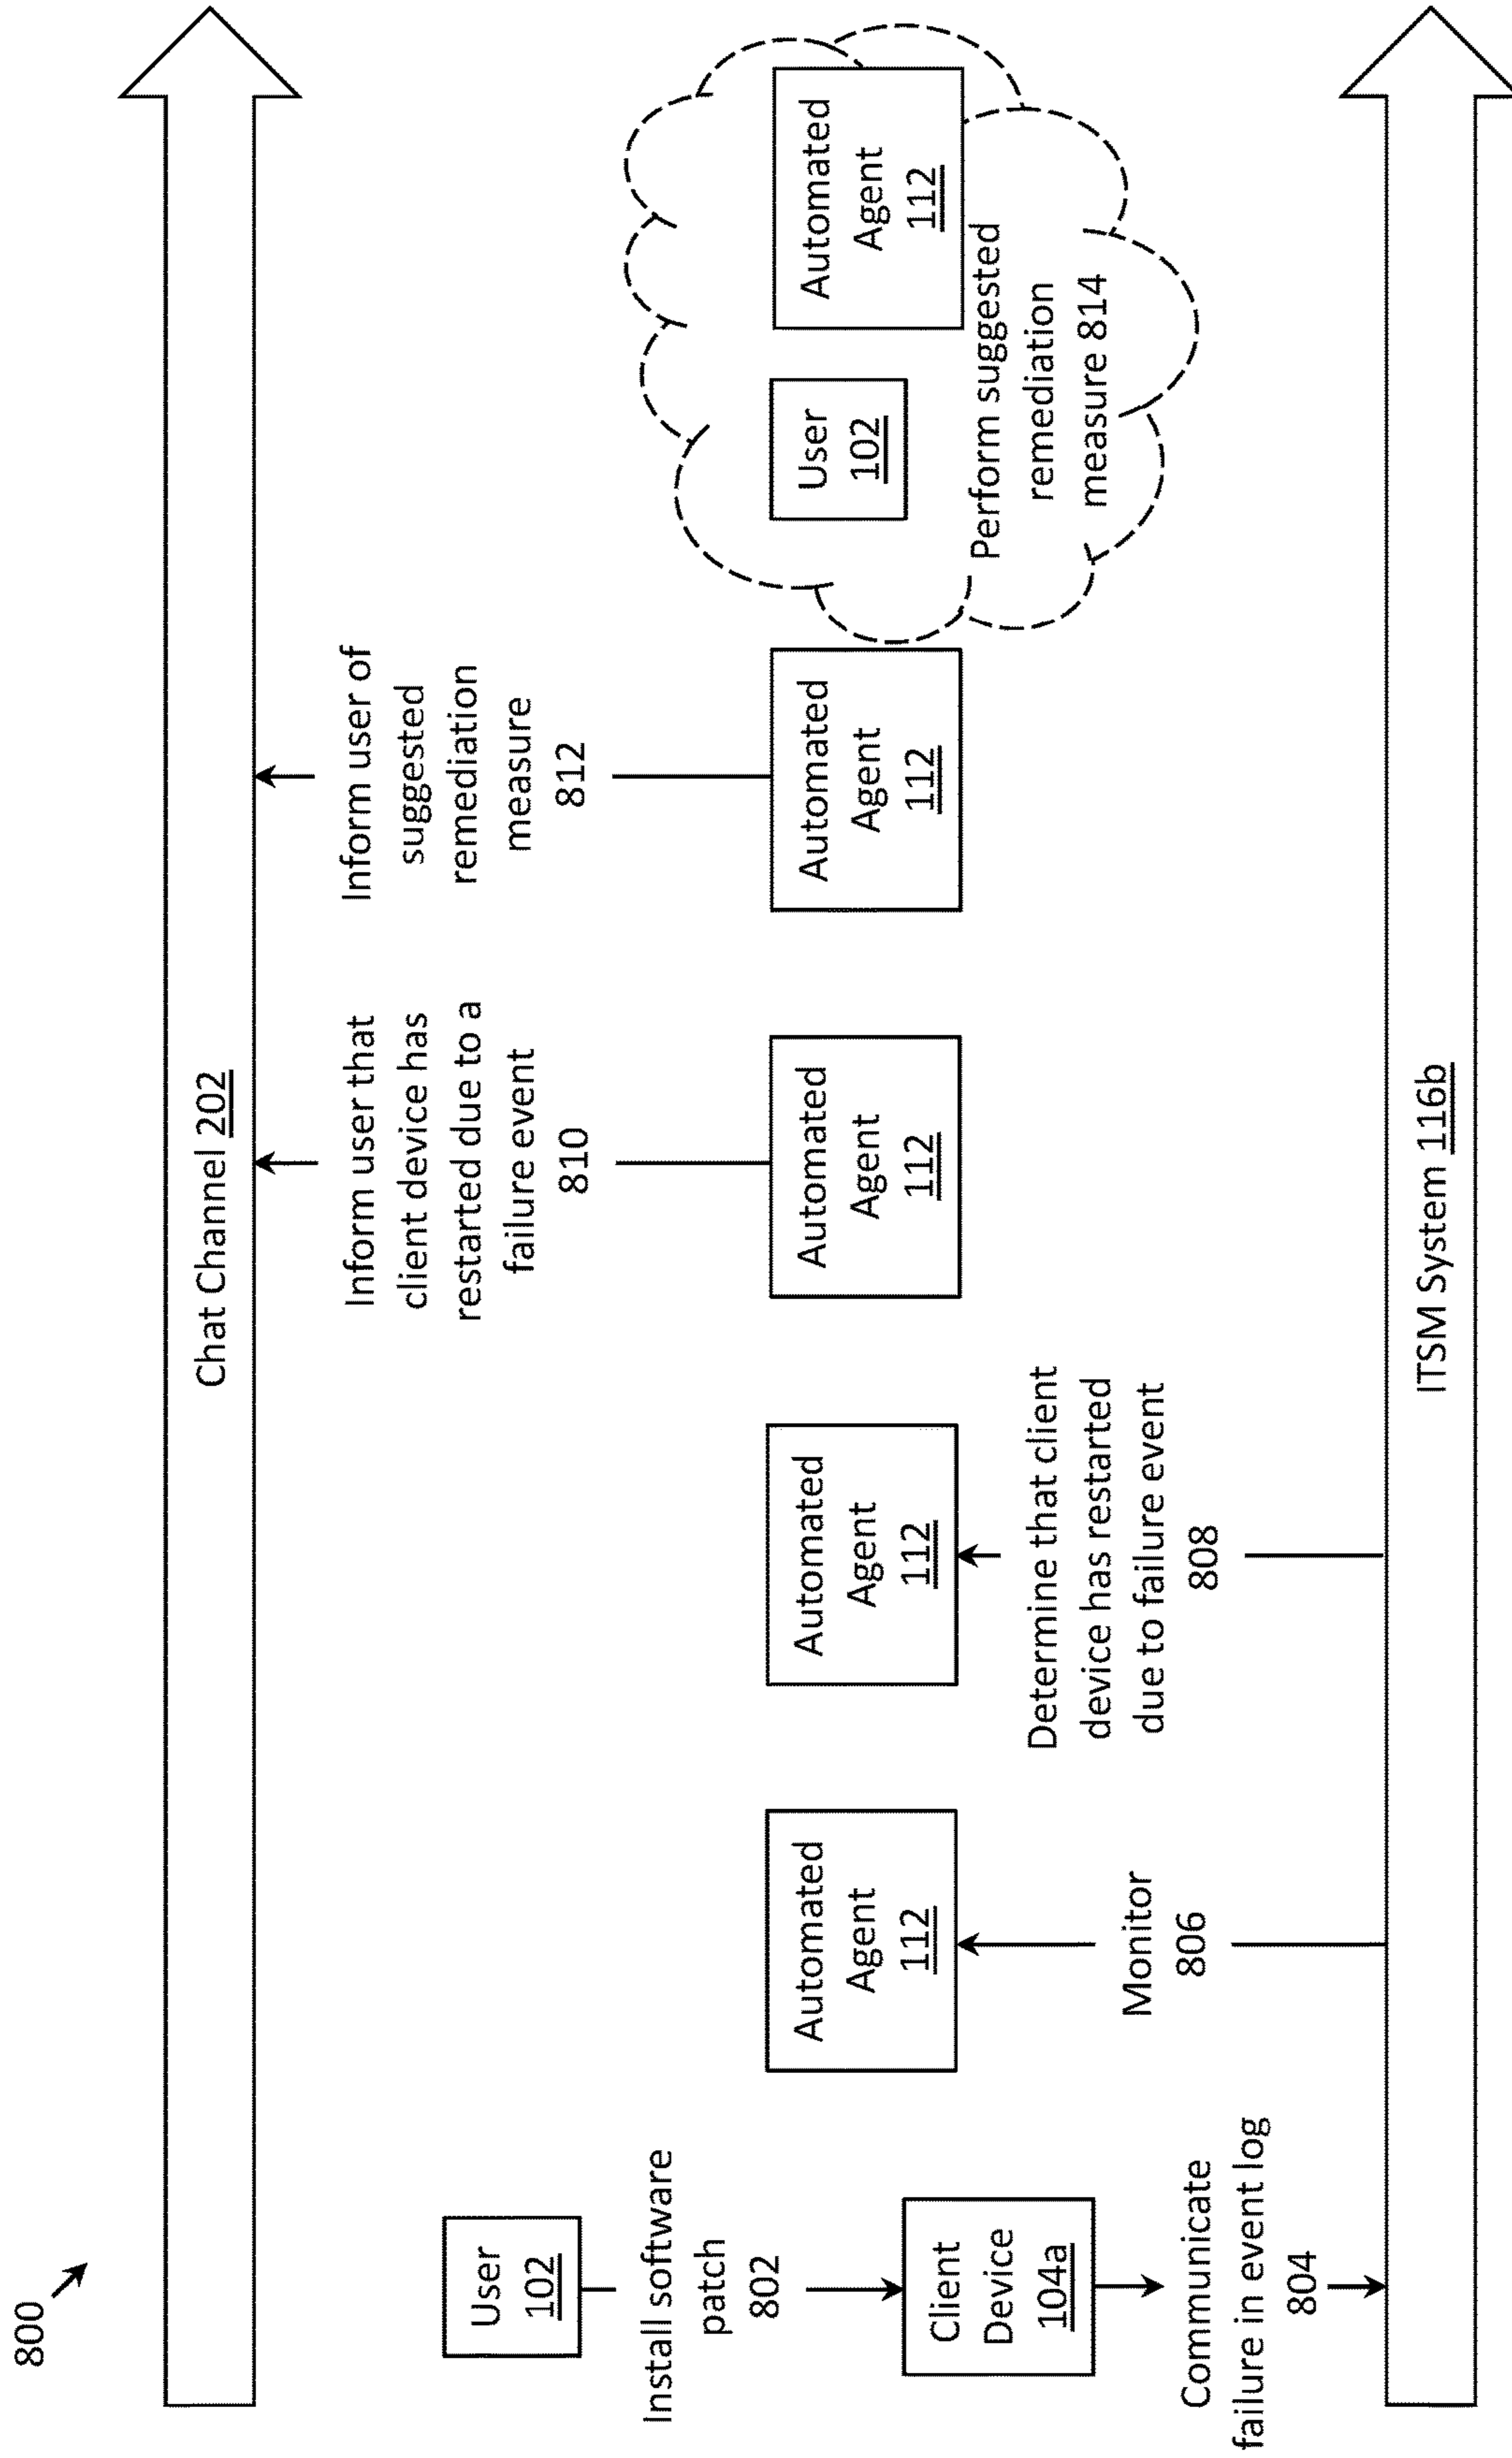 800
Chat Channel 202
User
102
Install software
patch
802
Client
Device
104a
Communicate
failure in event log
804
Automated
Agent
112
Monitor
806
Automated
Agent
112
Determine that client
device has restarted
due to failure event
808
Inform user that
client device has
restarted due to a
failure event
810
Automated
Agent
112
Inform user of
suggested
remediation
measure
812
Automated
Agent
112
User
102
Automated
Agent
112
Perform suggested
remediation
measure 814
ITSM System 116b